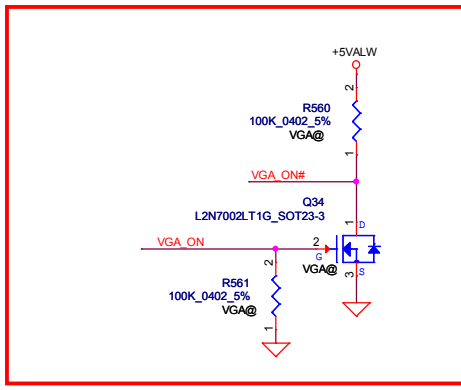 +5VALW
2
R560
100K_0402_5%
VGA@
1
VGA_ON#
Q34
L2N7002LT1G_SOT23-3
1
D
VGA_ON
2
G
VGA@
3
S
2
R561
100K_0402_5%
VGA@
1